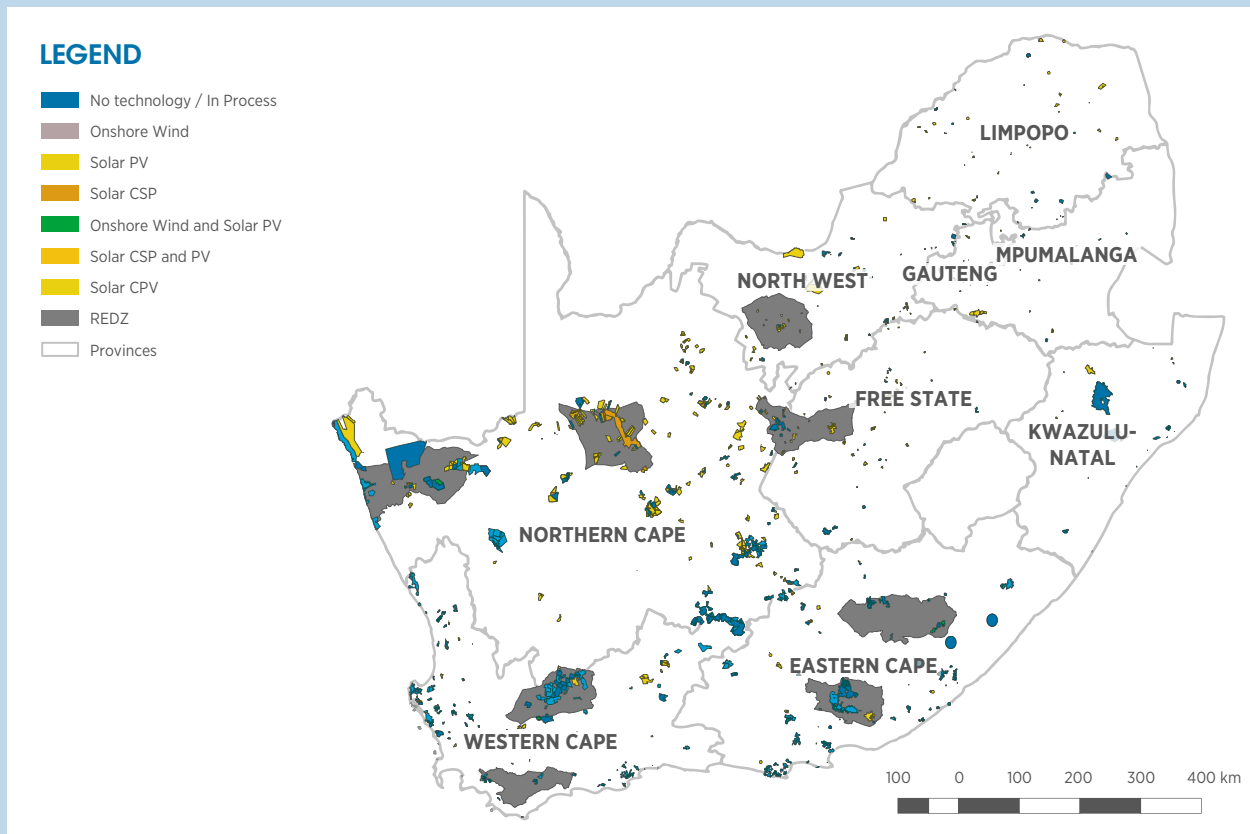 LEGEND
No technology / In Process
Onshore Wind
Solar PV
Solar CSP
Onshore Wind and Solar PV
Solar CSP and PV
Solar CPV
REDZ
Provinces
LIMPOPO
MPUMALANGA
GAUTENG
NORTH WEST
FREE STATE
KWAZULU-
NATAL
NORTHERN CAPE
EASTERN CAPE
WESTERN CAPE
100 0 100 200 300 400 km